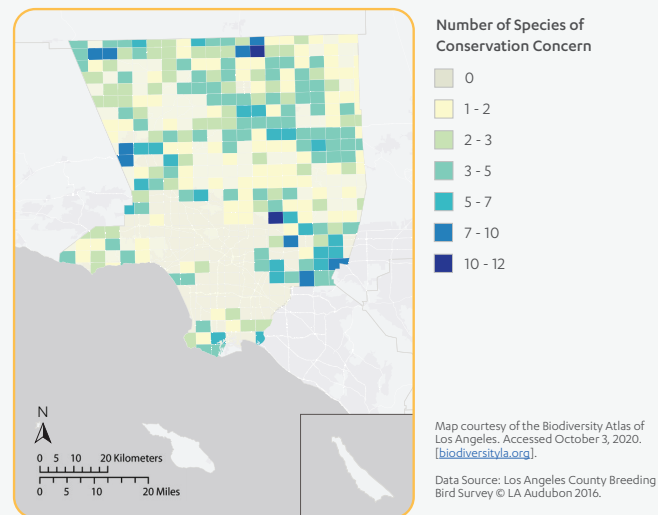 Number of Species of
Conservation Concern
0
1 - 2
2 - 3
3 - 5
5 - 7
7 - 10
10 - 12
N
0 5 10 20 Kilometers
0 5 10 20 Miles
Map courtesy of the Biodiversity Atlas of
Los Angeles. Accessed October 3, 2020.
[biodiversityla.org].
Data Source: Los Angeles County Breeding
Bird Survey © LA Audubon 2016.